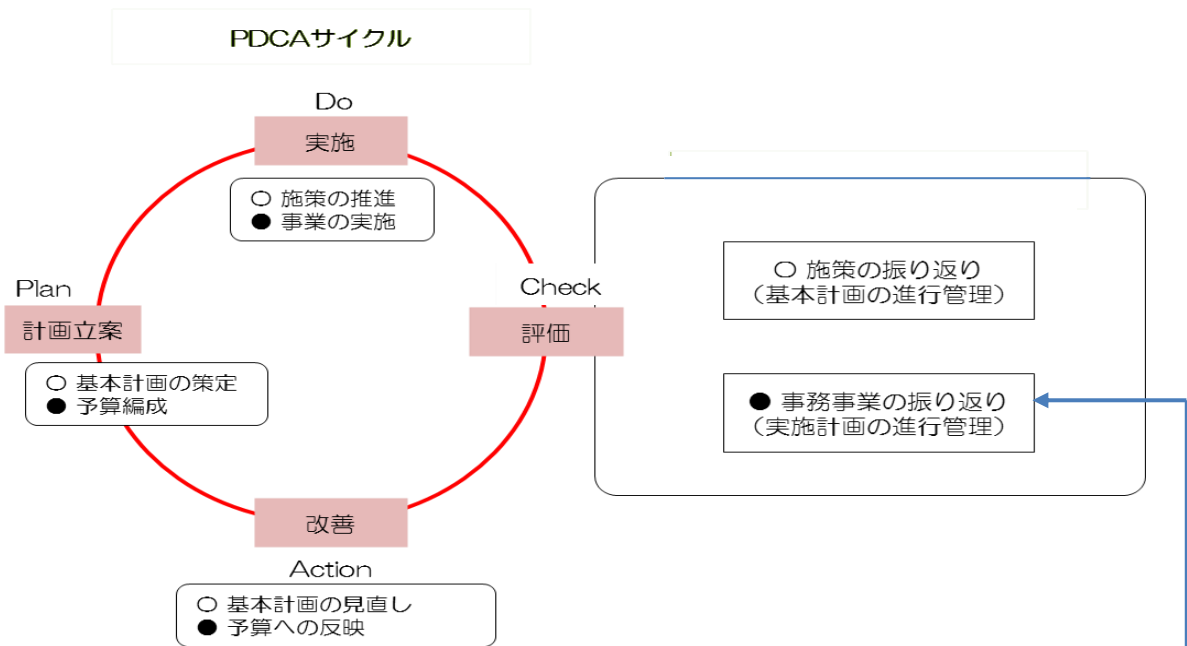 PDCAサイクル
Do
実施
○ 施策の推進
● 事業の実施
Plan
計画立案
○ 基本計画の策定
● 予算編成
Check
評価
○ 施策の振り返り
(基本計画の進行管理)
● 事務事業の振り返り
(実施計画の進行管理)
改善
Action
○ 基本計画の見直し
● 予算への反映